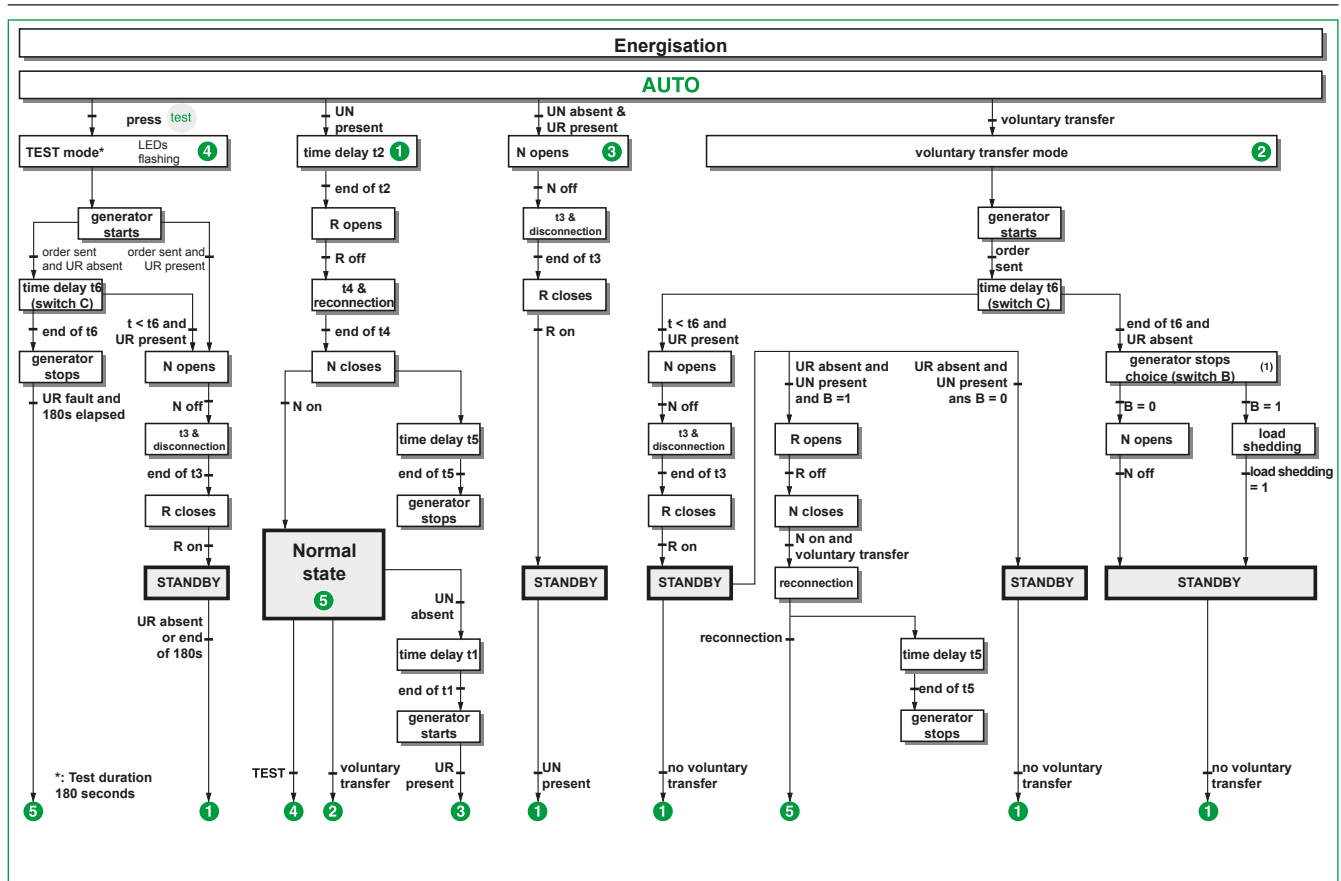 Energisation
AUTO
press test
UN
present
UN absent &
UR present
voluntary transfer
TEST mode*
LEDs
flashing
4
time delay t2 1
N opens 3
voluntary transfer mode 2
generator
starts
order sent
and UR absent
order sent and
UR present
time delay t6
(switch C)
end of t6
t < t6 and
UR present
generator
stops
UR fault and
180s elapsed
N opens
N off
t3 &
disconnection
end of t3
R closes
R on
STANDBY
UR absent
or end
of 180s
*: Test duration
180 seconds
5
1
end of t2
R opens
R off
t4 &
reconnection
end of t4
N closes
N on
time delay t5
end of t5
generator
stops
Normal
state
5
UN
absent
time delay t1
end of t1
generator
starts
TEST
voluntary
transfer
UR
present
4
2
3
N off
t3 &
disconnection
end of t3
R closes
R on
STANDBY
UN
present
1
generator
starts
order
sent
time delay t6
(switch C)
t < t6 and
UR present
N opens
N off
t3 &
disconnection
end of t3
R closes
R on
STANDBY
no voluntary
transfer
1
UR absent and
UN present
and B =1
R opens
R off
N closes
N on and
voluntary transfer
reconnection
reconnection
time delay t5
end of t5
generator
stops
5
UR absent and
UN present
ans B = 0
STANDBY
no voluntary
transfer
1
end of t6 and
UR absent
generator stops
choice (switch B)
(1)
B = 0
B = 1
N opens
load
shedding
N off
load shedding
= 1
STANDBY
no voluntary
transfer
1